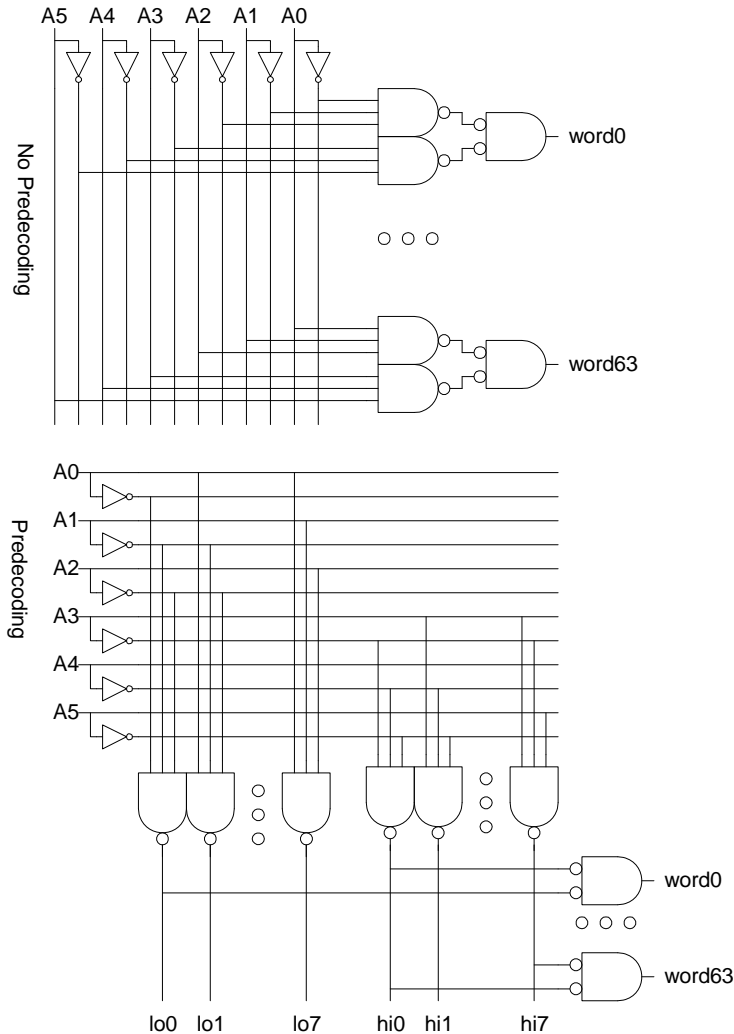 A5 A4 A3 A2 A1 A0
No Predecoding
word0
word63
Predecoding
A0
A1
A2
A3
A4
A5
word0
word63
lo0 lo1 lo7 hi0 hi1 hi7